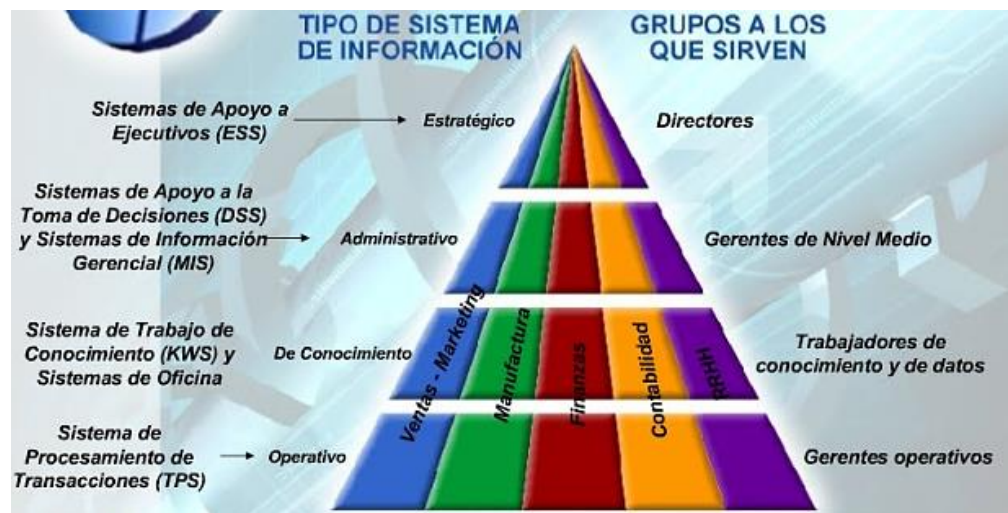 TIPO DE SISTEMA
DE INFORMACIÓN
GRUPOS A LOS
QUE SIRVEN
Sistemas de Apoyo a
Ejecutivos (ESS)
Estratégico
Directores
Sistemas de Apoyo a la
Toma de Decisiones (DSS)
y Sistemas de Información
Gerencial (MIS)
Administrativo
Gerentes de Nivel Medio
Sistema de Trabajo de
Conocimiento (KWS) y
Sistemas de Oficina
De Conocimiento
Trabajadores de
conocimiento y de datos
Sistema de
Procesamiento de
Transacciones (TPS)
Operativo
Gerentes operativos
Ventas - Marketing
Manufactura
Finanzas
Contabilidad
RRHH